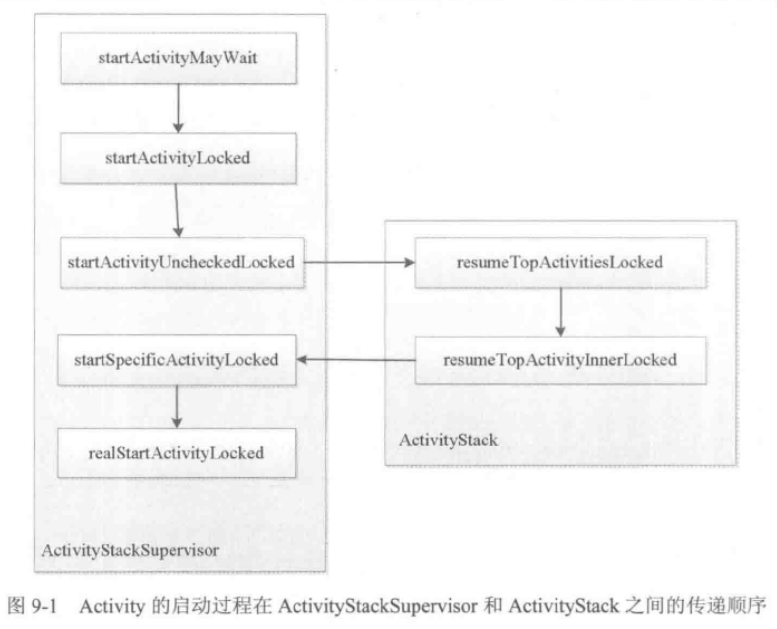 startActivityMayWait
startActivityLocked
startActivityUncheckedLocked
resumeTopActivitiesLocked
startSpecificActivityLocked
resumeTopActivityInnerLocked
realStartActivityLocked
ActivityStack
ActivityStackSupervisor
图 9-1 Activity 的启动过程在 ActivityStackSupervisor 和 ActivityStack 之间的传递顺序